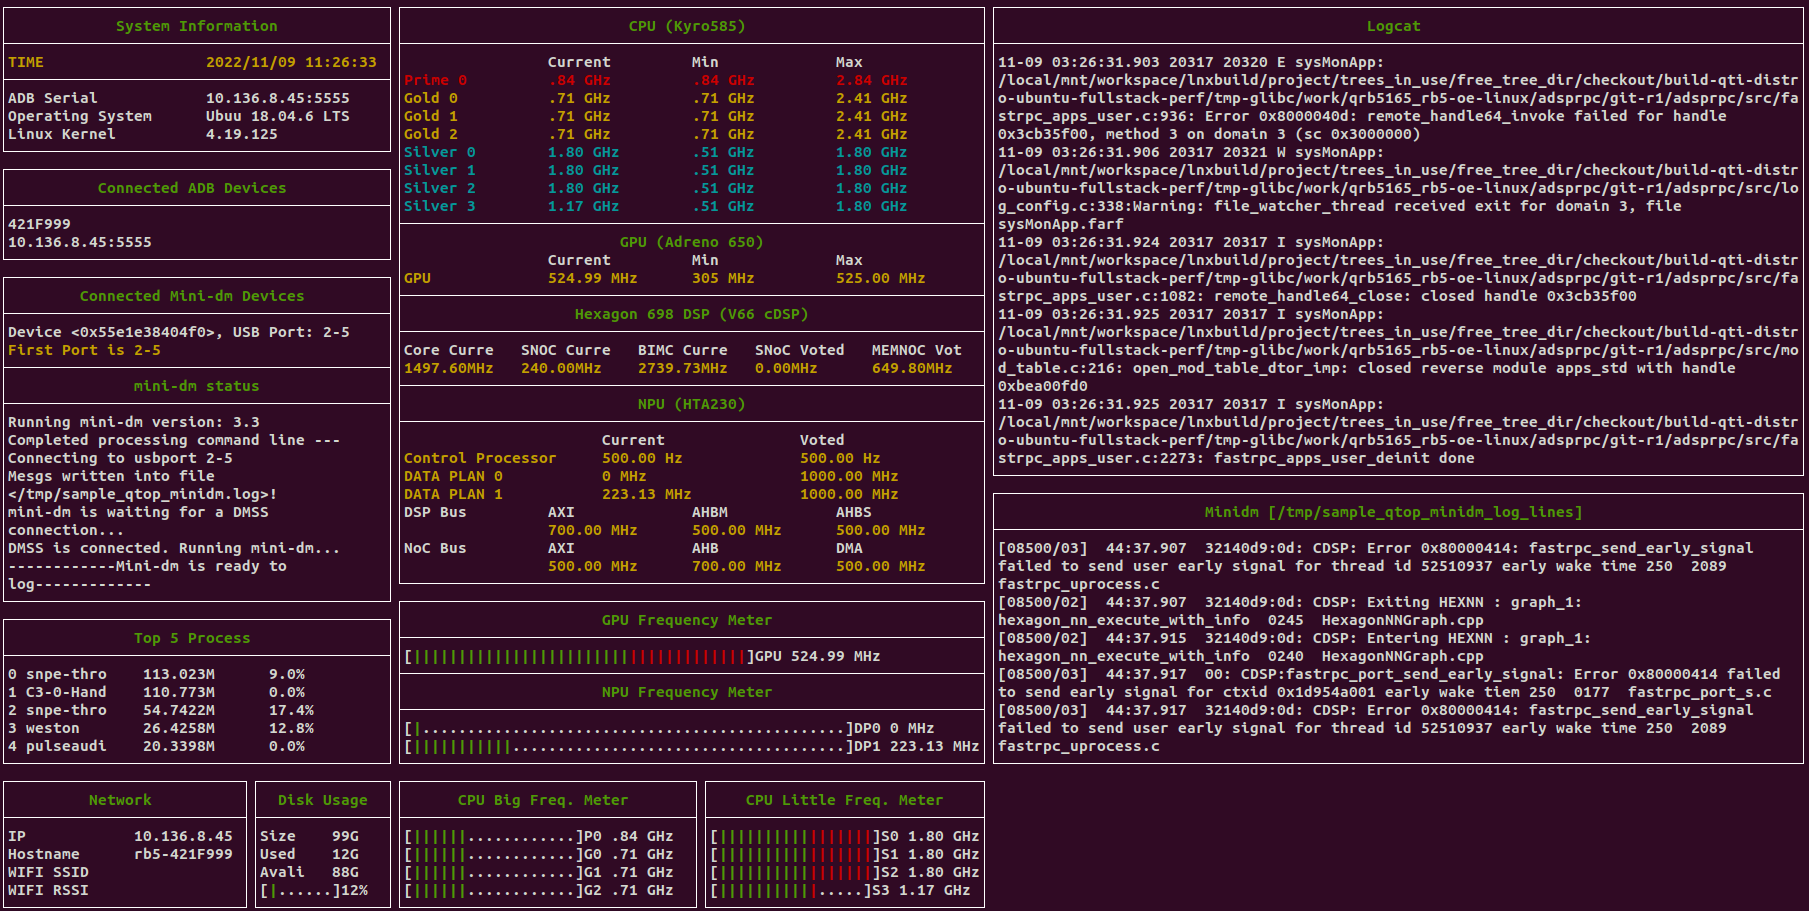 System Information
TIME 2022/11/09 11:26:33
ADB Serial 10.136.8.45:5555
Operating System Ubuu 18.04.6 LTS
Linux Kernel 4.19.125
Connected ADB Devices
421F999
10.136.8.45:5555
Connected Mini-dm Devices
Device <0x55e1e38404f0>, USB Port: 2-5
First Port is 2-5
mini-dm status
Running mini-dm version: 3.3
Completed processing command line ---
Connecting to usbport 2-5
Mesgs written into file
</tmp/sample_qtop_minidm.log>!
mini-dm is waiting for a DMSS
connection...
DMSS is connected. Running mini-dm...
------------Mini-dm is ready to
log-------------
Top 5 Process
0 snpe-thro 113.023M 9.0%
1 C3-0-Hand 110.773M 0.0%
2 snpe-thro 54.7422M 17.4%
3 weston 26.4258M 12.8%
4 pulseaudi 20.3398M 0.0%
Network
IP 10.136.8.45
Hostname rb5-421F999
WIFI SSID
WIFI RSSI
Disk Usage
Size 99G
Used 12G
Avali 88G
[|......]12%
CPU (Kyro585)
Current Min Max
Prime 0 .84 GHz .84 GHz 2.84 GHz
Gold 0 .71 GHz .71 GHz 2.41 GHz
Gold 1 .71 GHz .71 GHz 2.41 GHz
Gold 2 .71 GHz .71 GHz 2.41 GHz
Silver 0 1.80 GHz .51 GHz 1.80 GHz
Silver 1 1.80 GHz .51 GHz 1.80 GHz
Silver 2 1.80 GHz .51 GHz 1.80 GHz
Silver 3 1.17 GHz .51 GHz 1.80 GHz
GPU (Adreno 650)
Current Min Max
GPU 524.99 MHz 305 MHz 525.00 MHz
Hexagon 698 DSP (V66 cDSP)
Core Curre SNOC Curre BIMC Curre SNoC Voted MEMNOC Vot
1497.60MHz 240.00MHz 2739.73MHz 0.00MHz 649.80MHz
NPU (HTA230)
Current Voted
Control Processor 500.00 Hz 500.00 Hz
DATA PLAN 0 0 MHz 1000.00 MHz
DATA PLAN 1 223.13 MHz 1000.00 MHz
DSP Bus AXI AHBM AHBS
700.00 MHz 500.00 MHz 500.00 MHz
NoC Bus AXI AHB DMA
500.00 MHz 700.00 MHz 500.00 MHz
GPU Frequency Meter
[|||||||||||||||||||||||||||||||||||||]GPU 524.99 MHz
NPU Frequency Meter
[|...............................................]DP0 0 MHz
[|||||||||||.....................................]DP1 223.13 MHz
CPU Big Freq. Meter
[||||||............]P0 .84 GHz
[||||||............]G0 .71 GHz
[||||||............]G1 .71 GHz
[||||||............]G2 .71 GHz
CPU Little Freq. Meter
[|||||||||||||||||]S0 1.80 GHz
[|||||||||||||||||]S1 1.80 GHz
[|||||||||||||||||]S2 1.80 GHz
[|||||||||||.....]S3 1.17 GHz
Logcat
11-09 03:26:31.903 20317 20320 E sysMonApp:
/local/mnt/workspace/lnxbuild/project/trees_in_use/free_tree_dir/checkout/build-qti-distr
o-ubuntu-fullstack-perf/tmp-glibc/work/qrb5165_rb5-oe-linux/adsprpc/git-r1/adsprpc/src/fa
strpc_apps_user.c:936: Error 0x8000040d: remote_handle64_invoke failed for handle
0x3cb35f00, method 3 on domain 3 (sc 0x3000000)
11-09 03:26:31.906 20317 20321 W sysMonApp:
/local/mnt/workspace/lnxbuild/project/trees_in_use/free_tree_dir/checkout/build-qti-distr
o-ubuntu-fullstack-perf/tmp-glibc/work/qrb5165_rb5-oe-linux/adsprpc/git-r1/adsprpc/src/lo
g_config.c:338:Warning: file_watcher_thread received exit for domain 3, file
sysMonApp.farf
11-09 03:26:31.924 20317 20317 I sysMonApp:
/local/mnt/workspace/lnxbuild/project/trees_in_use/free_tree_dir/checkout/build-qti-distr
o-ubuntu-fullstack-perf/tmp-glibc/work/qrb5165_rb5-oe-linux/adsprpc/git-r1/adsprpc/src/fa
strpc_apps_user.c:1082: remote_handle64_close: closed handle 0x3cb35f00
11-09 03:26:31.925 20317 20317 I sysMonApp:
/local/mnt/workspace/lnxbuild/project/trees_in_use/free_tree_dir/checkout/build-qti-distr
o-ubuntu-fullstack-perf/tmp-glibc/work/qrb5165_rb5-oe-linux/adsprpc/git-r1/adsprpc/src/mo
d_table.c:216: open_mod_table_dtor_imp: closed reverse module apps_std with handle
0xbea00fd0
11-09 03:26:31.925 20317 20317 I sysMonApp:
/local/mnt/workspace/lnxbuild/project/trees_in_use/free_tree_dir/checkout/build-qti-distr
o-ubuntu-fullstack-perf/tmp-glibc/work/qrb5165_rb5-oe-linux/adsprpc/git-r1/adsprpc/src/fa
strpc_apps_user.c:2273: fastrpc_apps_user_deinit done
Minidm [/tmp/sample_qtop_minidm_log_lines]
[08500/03] 44:37.907 32140d9:0d: CDSP: Error 0x80000414: fastrpc_send_early_signal
failed to send user early signal for thread id 52510937 early wake time 250 2089
fastrpc_uprocess.c
[08500/02] 44:37.907 32140d9:0d: CDSP: Exiting HEXNN : graph_1:
hexagon_nn_execute_with_info 0245 HexagonNNGraph.cpp
[08500/02] 44:37.915 32140d9:0d: CDSP: Entering HEXNN : graph_1:
hexagon_nn_execute_with_info 0240 HexagonNNGraph.cpp
[08500/03] 44:37.917 00: CDSP:fastrpc_port_send_early_signal: Error 0x80000414 failed
to send early signal for ctxid 0x1d954a001 early wake tiem 250 0177 fastrpc_port_s.c
[08500/03] 44:37.917 32140d9:0d: CDSP: Error 0x80000414: fastrpc_send_early_signal
failed to send user early signal for thread id 52510937 early wake time 250 2089
fastrpc_uprocess.c